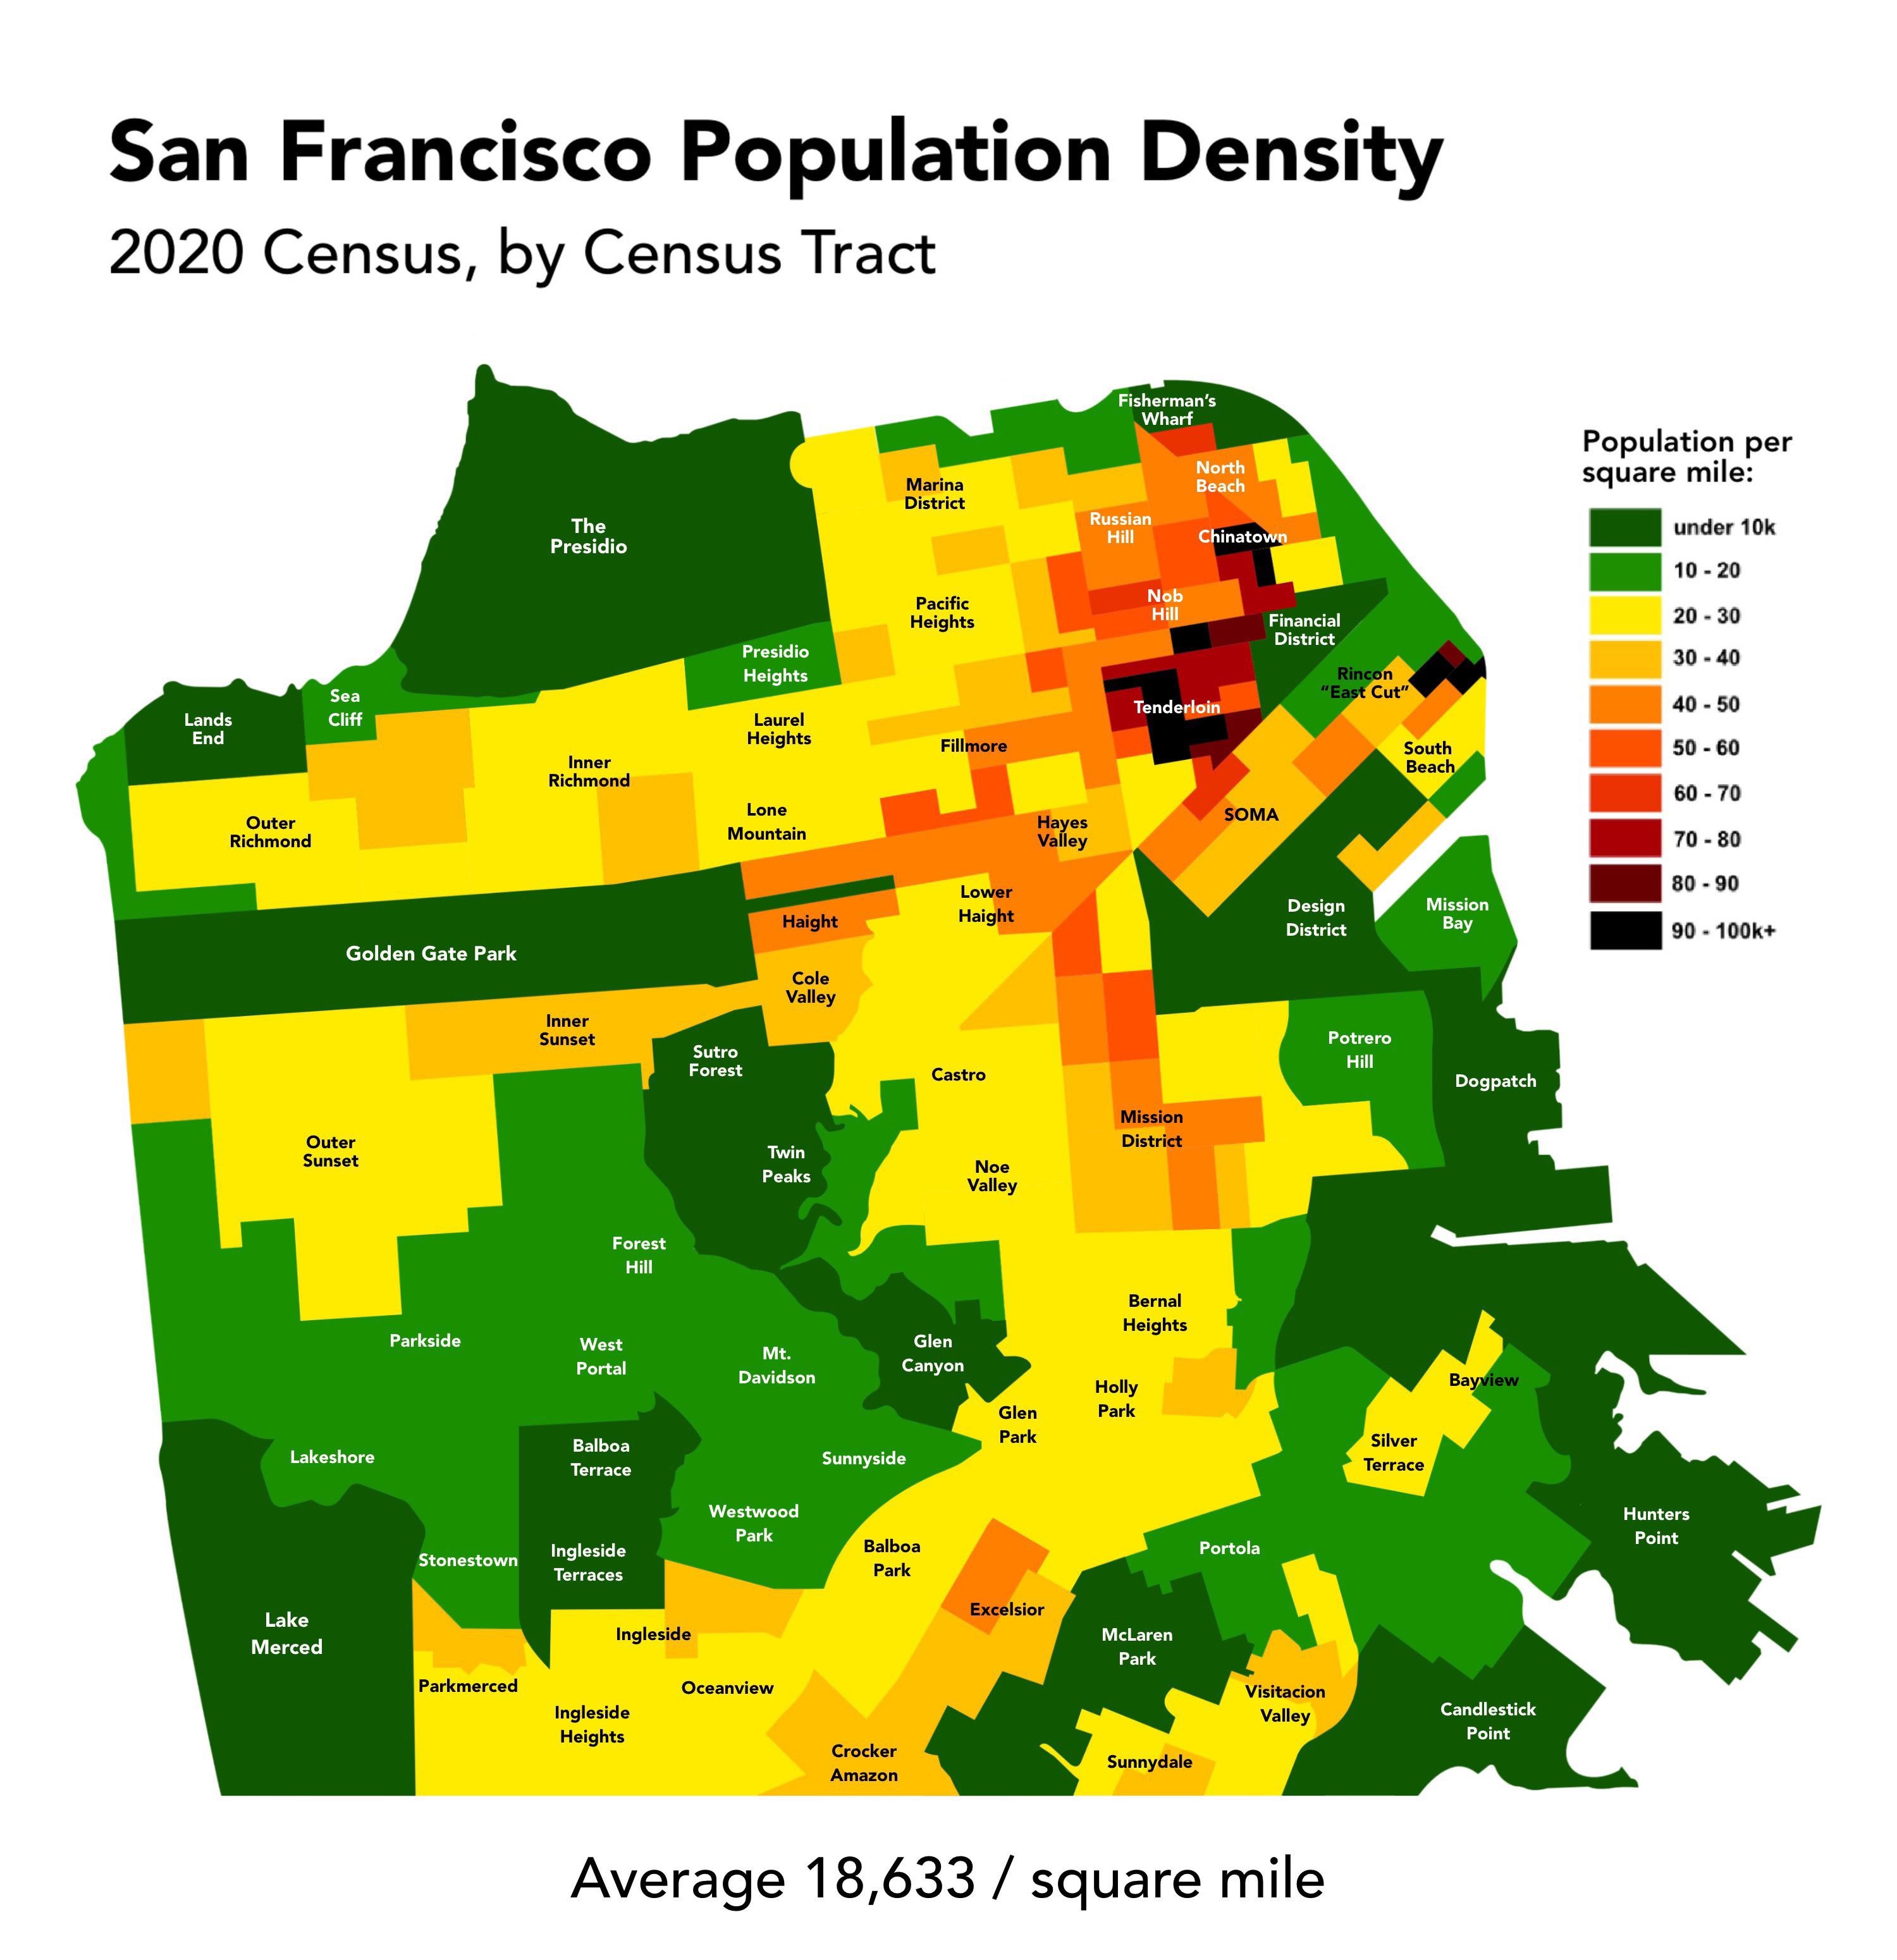 San Francisco Population Density
2020 Census, by Census Tract
Population per
square mile:
under 10k
10 - 20
20 - 30
30 - 40
40 - 50
50 - 60
60 - 70
70 - 80
80 - 90
90 - 100k+
Fisherman's
Wharf
North
Beach
Marina
District
Russian
Hill
Chinatown
The
Presidio
Nob
Hill
Pacific
Heights
Financial
District
Presidio
Heights
Rincon
"East Cut"
Sea
Cliff
Lands
End
Tenderloin
Laurel
Heights
Fillmore
South
Beach
Inner
Richmond
Outer
Richmond
Lone
Mountain
Hayes
Valley
SOMA
Lower
Haight
Haight
Design
District
Mission
Bay
Golden Gate Park
Cole
Valley
Inner
Sunset
Sutro
Forest
Castro
Potrero
Hill
Dogpatch
Outer
Sunset
Twin
Peaks
Noe
Valley
Mission
District
Forest
Hill
Parkside
West
Portal
Mt.
Davidson
Glen
Canyon
Bernal
Heights
Holly
Park
Glen
Park
Bayview
Silver
Terrace
Lakeshore
Balboa
Terrace
Sunnyside
Westwood
Park
Hunters
Point
Stonestown
Ingleside
Terraces
Balboa
Park
Portola
Excelsior
Lake
Merced
Ingleside
McLaren
Park
Parkmerced
Oceanview
Visitacion
Valley
Ingleside
Heights
Candlestick
Point
Crocker
Amazon
Sunnydale
Average 18,633 / square mile